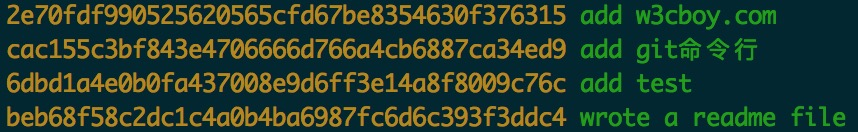 2e70fdf990525620565cfd67be8354630f376315 add w3cboy.com
cac155c3bf843e4706666d766a4cb6887ca34ed9 add git命令行
6dbd1a4e0b0fa437008e9d6ff3e14a8f8009c76c add test
beb68f58c2dc1c4a0b4ba6987fc6d6c393f3ddc4 wrote a readme file